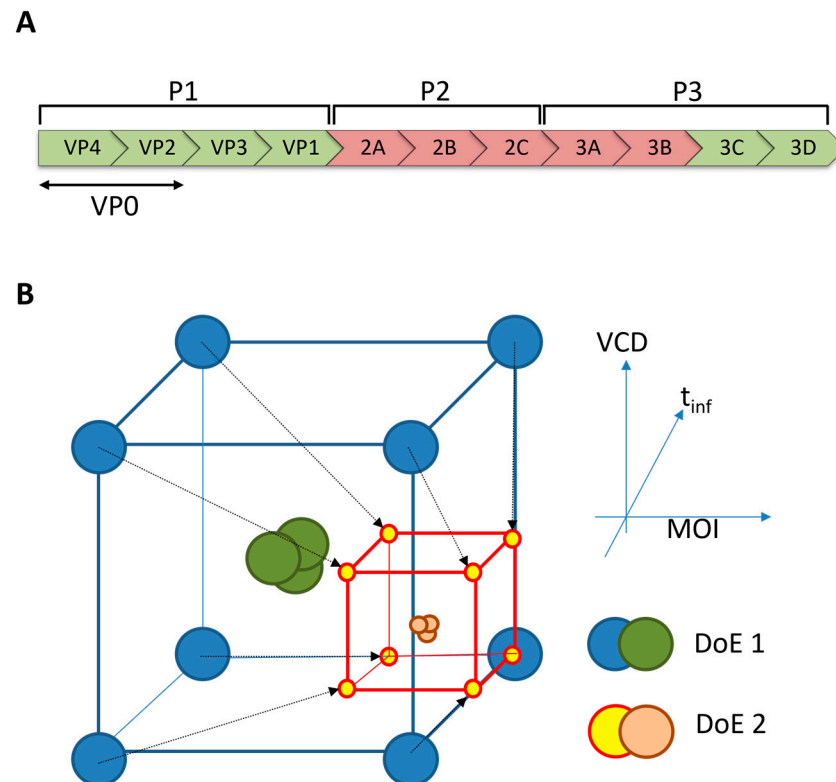 A
P1 P2 P3
VP4 VP2 VP3 VP1 2A 2B 2C 3A 3B 3C 3D
VP0
B
VCD
t_inf
MOI
DoE 1
DoE 2